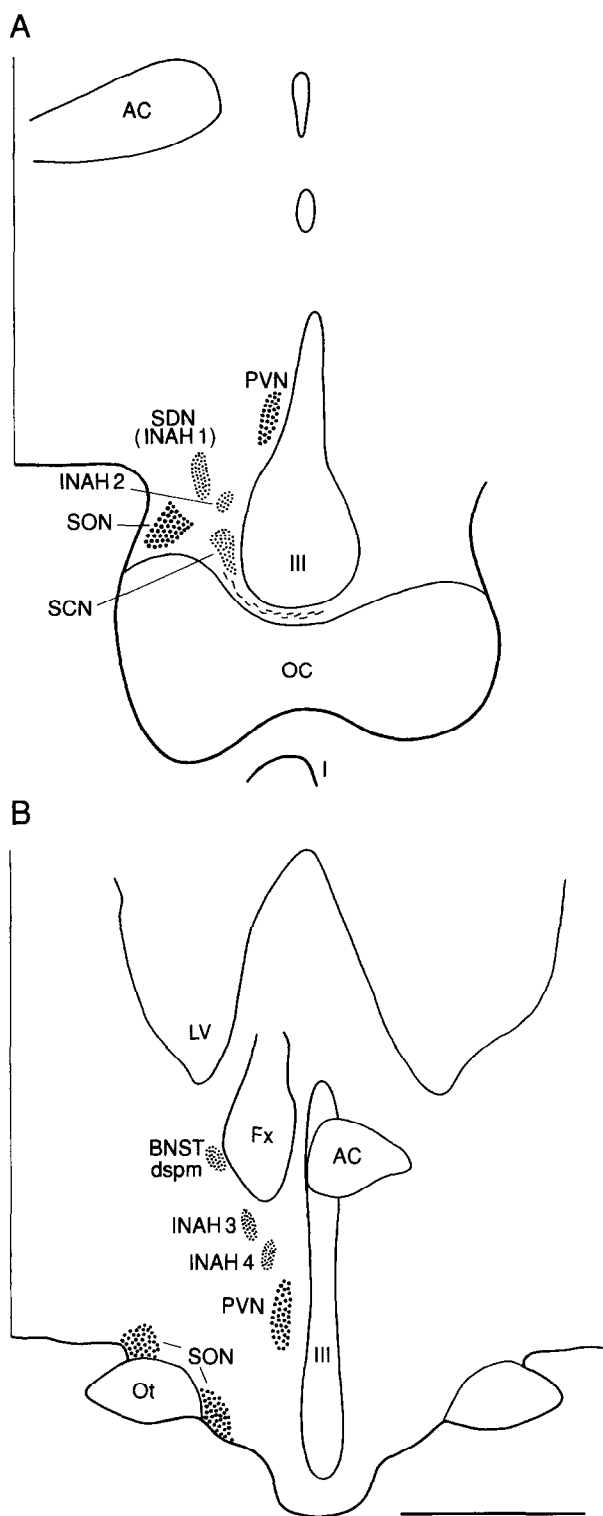 A
AC
PVN
SDN
(INAH 1)
INAH 2
SON
SCN
III
OC
I
B
LV
Fx
AC
BNST
dspm
INAH 3
INAH 4
PVN
SON
III
Ot